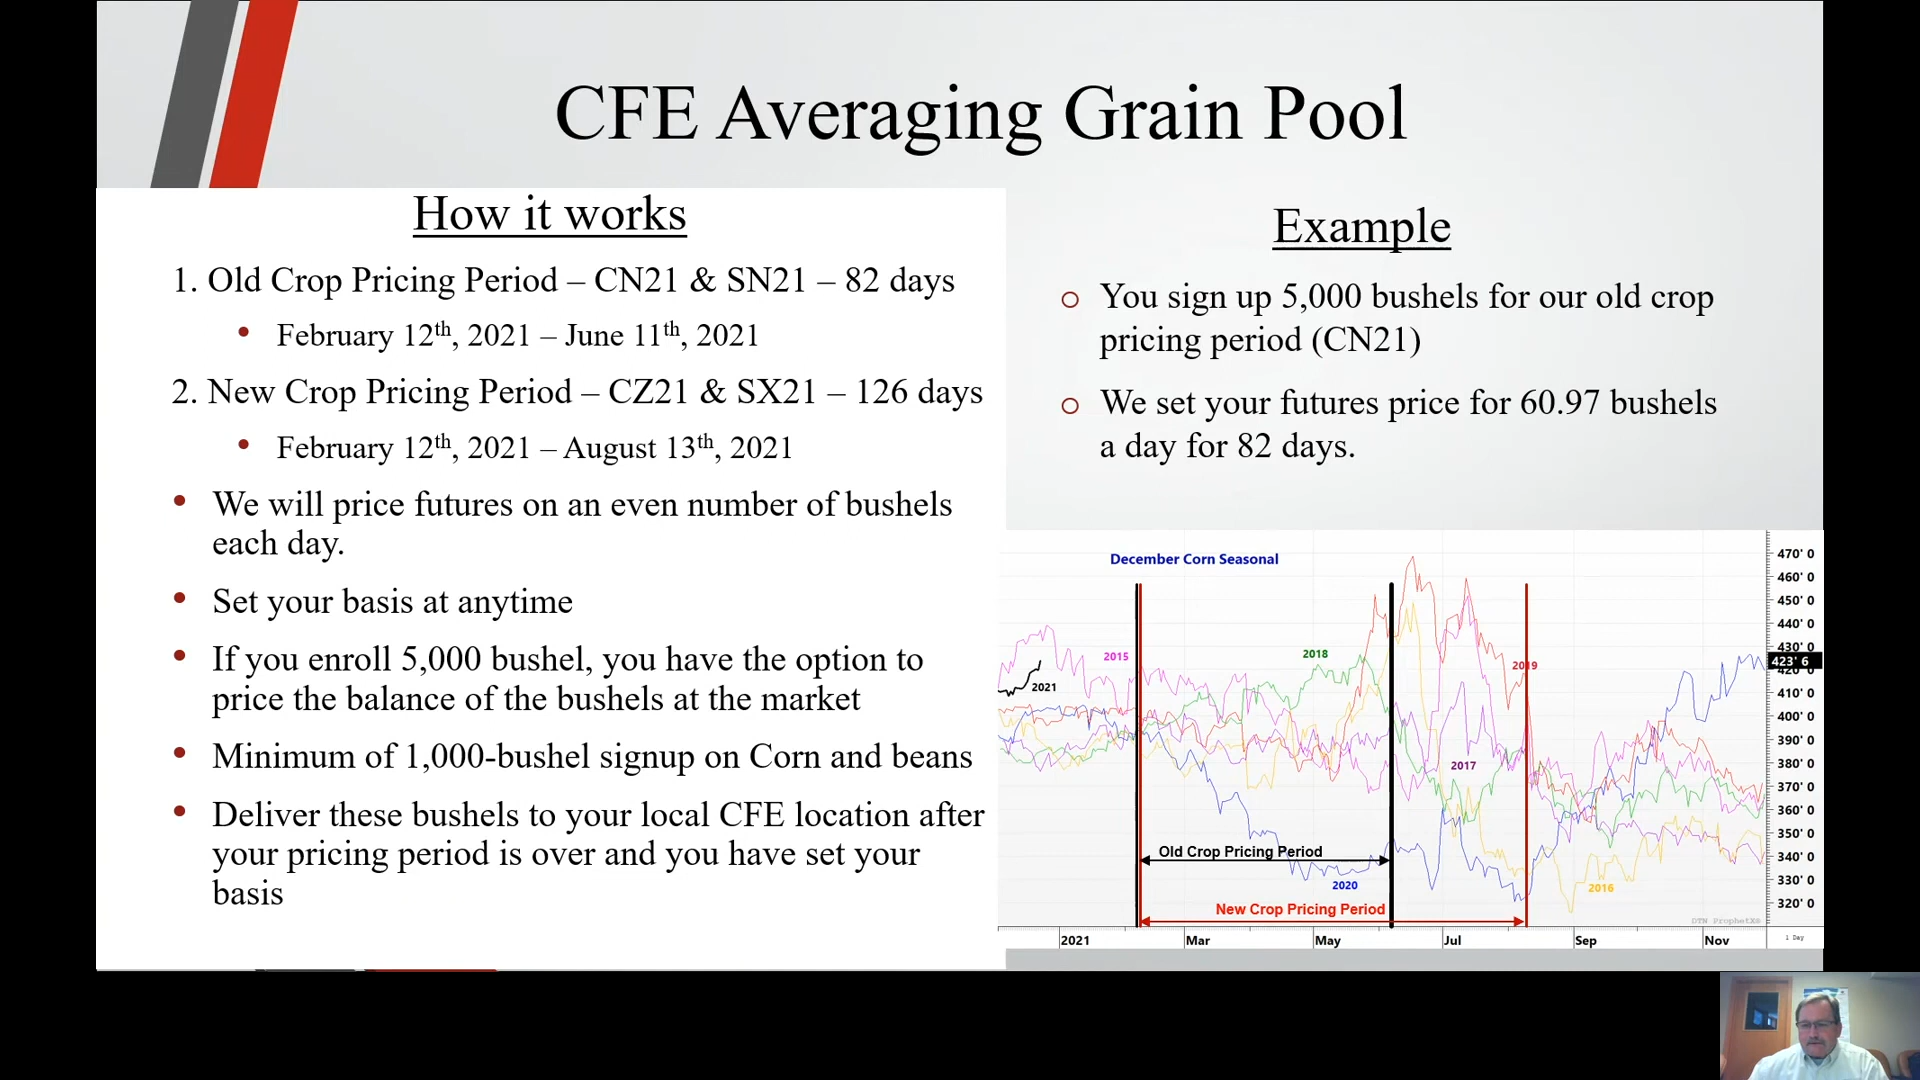 CFE Averaging Grain Pool
How it works
1. Old Crop Pricing Period – CN21 & SN21 – 82 days
• February 12th, 2021 – June 11th, 2021
2. New Crop Pricing Period – CZ21 & SX21 – 126 days
• February 12th, 2021 – August 13th, 2021
• We will price futures on an even number of bushels
each day.
• Set your basis at anytime
• If you enroll 5,000 bushel, you have the option to
price the balance of the bushels at the market
• Minimum of 1,000-bushel signup on Corn and beans
• Deliver these bushels to your local CFE location after
your pricing period is over and you have set your
basis
Example
o You sign up 5,000 bushels for our old crop
pricing period (CN21)
o We set your futures price for 60.97 bushels
a day for 82 days.
December Corn Seasonal
2015
2021
2018
2019
2017
Old Crop Pricing Period
2020
2016
New Crop Pricing Period
DTN ProphetX®
470' 0
460' 0
450' 0
440' 0
430' 0
423' 6
420' 0
410' 0
400' 0
390' 0
380' 0
370' 0
360' 0
350' 0
340' 0
330' 0
320' 0
2021 Mar May Jul Sep Nov 1 Day